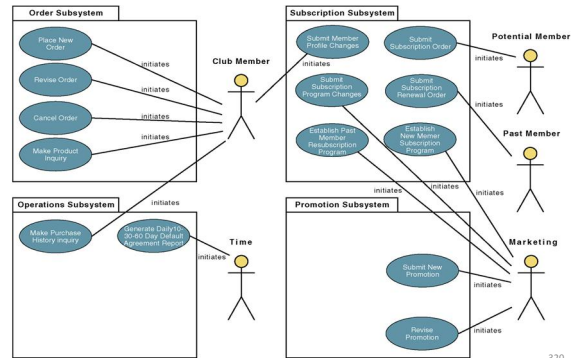 Order Subsystem
Place New
Order
Revise Order
Cancel Order
Make Product
Inquiry
initiates
initiates
initiates
initiates
Club Member
Subscription Subsystem
Submit Member
Profile Changes
initiates
Submit
Subscription Order
Submit
Subscription
Program Changes
Submit
Subscription
Renewal Order
Establish Past
Member
Resubscription
Program
Establish
New Memer
Subscription
Program
Potential Member
initiates
initiates
Past Member
initiates
initiates
initiates
Operations Subsystem
initiates
Make Purchase
History inquiry
Generate Daily10-
30-60 Day Default
Agreement Report
initiates
Time
Promotion Subsystem
Marketing
Submit New
Promotion
initiates
Revise
Promotion
initiates
320